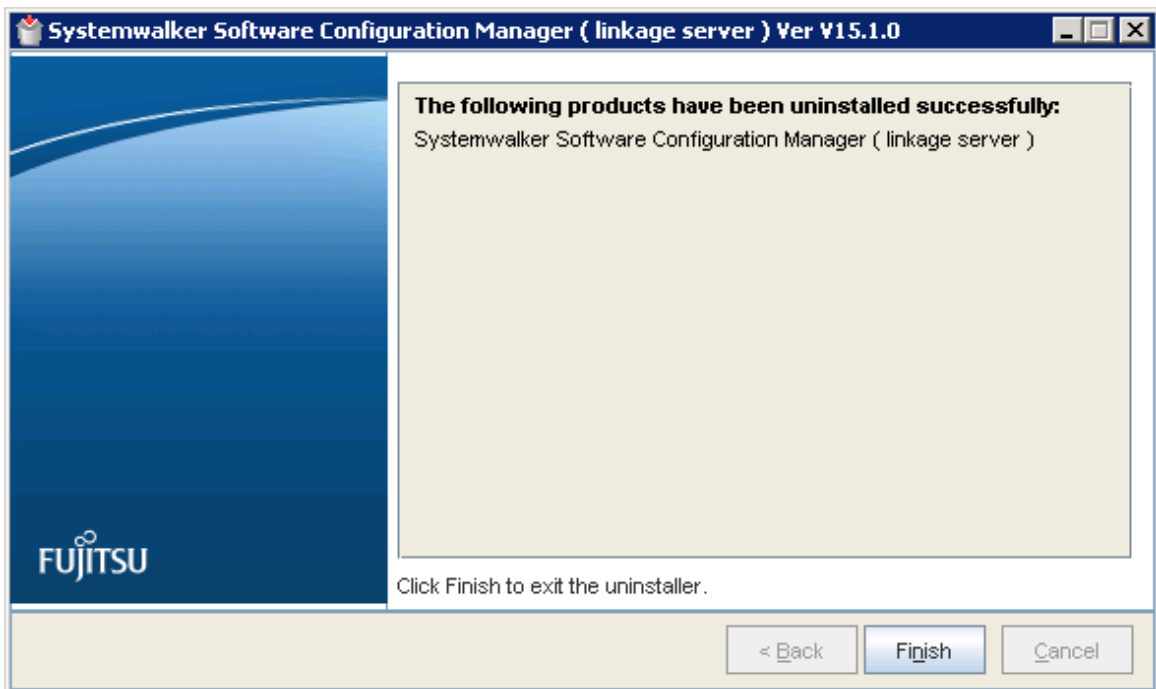 Systemwalker Software Configuration Manager ( linkage server ) Ver V15.1.0
The following products have been uninstalled successfully:
Systemwalker Software Configuration Manager ( linkage server )
FUJITSU
Click Finish to exit the uninstaller.
< Back Finish Cancel